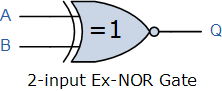 A
=1
Q
B
2-input Ex-NOR Gate